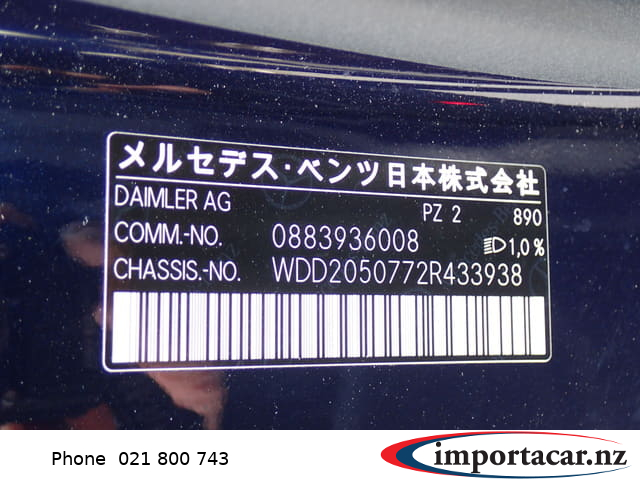 メルセデス・ベンツ日本株式会社
DAIMLER AG PZ 2 890
COMM.-NO. 0883936008 1,0 %
CHASSIS.-NO. WDD2050772R433938
Phone 021 800 743
importacar.nz